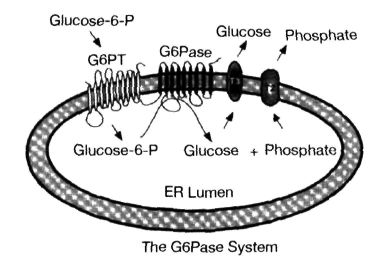 Glucose-6-P
G6PT
G6Pase
Glucose
Phosphate
Glucose-6-P
Glucose + Phosphate
ER Lumen
The G6Pase System